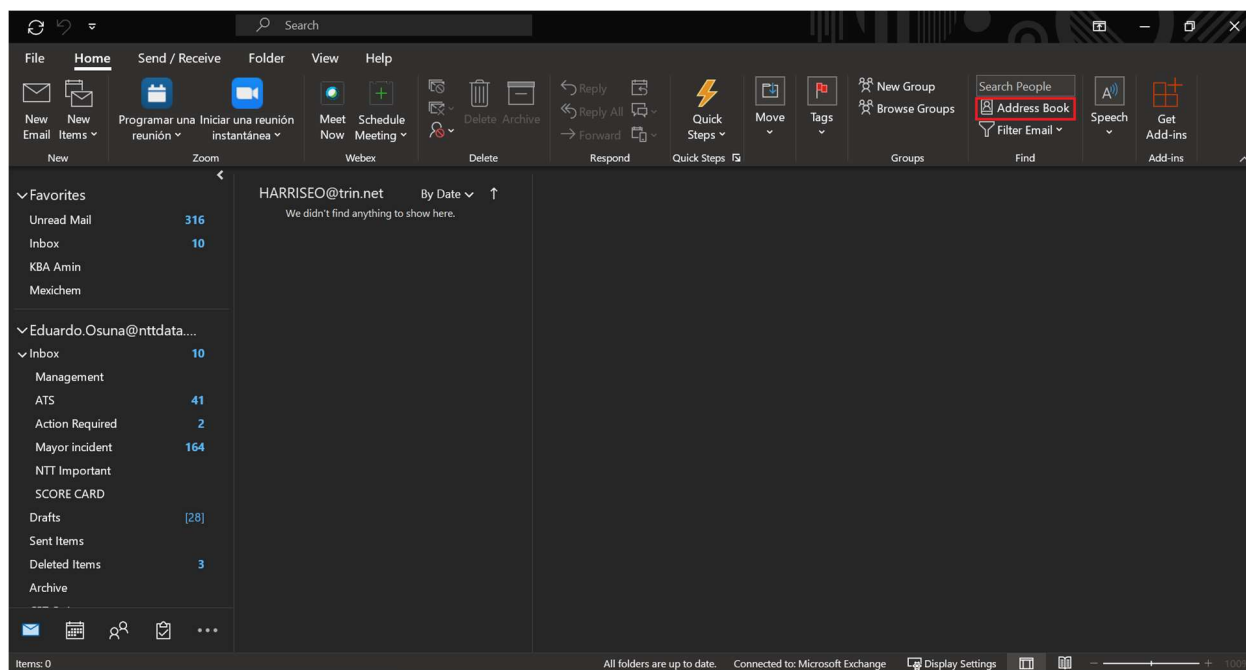 Search
File Home Send / Receive Folder View Help
New Email
New Items
New
Programar una reunión
Iniciar una reunión instantánea
Zoom
Meet Now
Schedule Meeting
Webex
Delete
Archive
Delete
Reply
Reply All
Forward
Respond
Quick Steps
Quick Steps
Move
Tags
New Group
Browse Groups
Groups
Search People
Address Book
Filter Email
Find
Speech
Get Add-ins
Add-ins
Favorites
Unread Mail 316
Inbox 10
KBA Amin
Mexichem
Eduardo.Osuna@nttdata....
Inbox 10
Management
ATS 41
Action Required 2
Mayor incident 164
NTT Important
SCORE CARD
Drafts [28]
Sent Items
Deleted Items 3
Archive
HARRISEO@trin.net By Date
We didn't find anything to show here.
Items: 0
All folders are up to date. Connected to: Microsoft Exchange Display Settings 100%